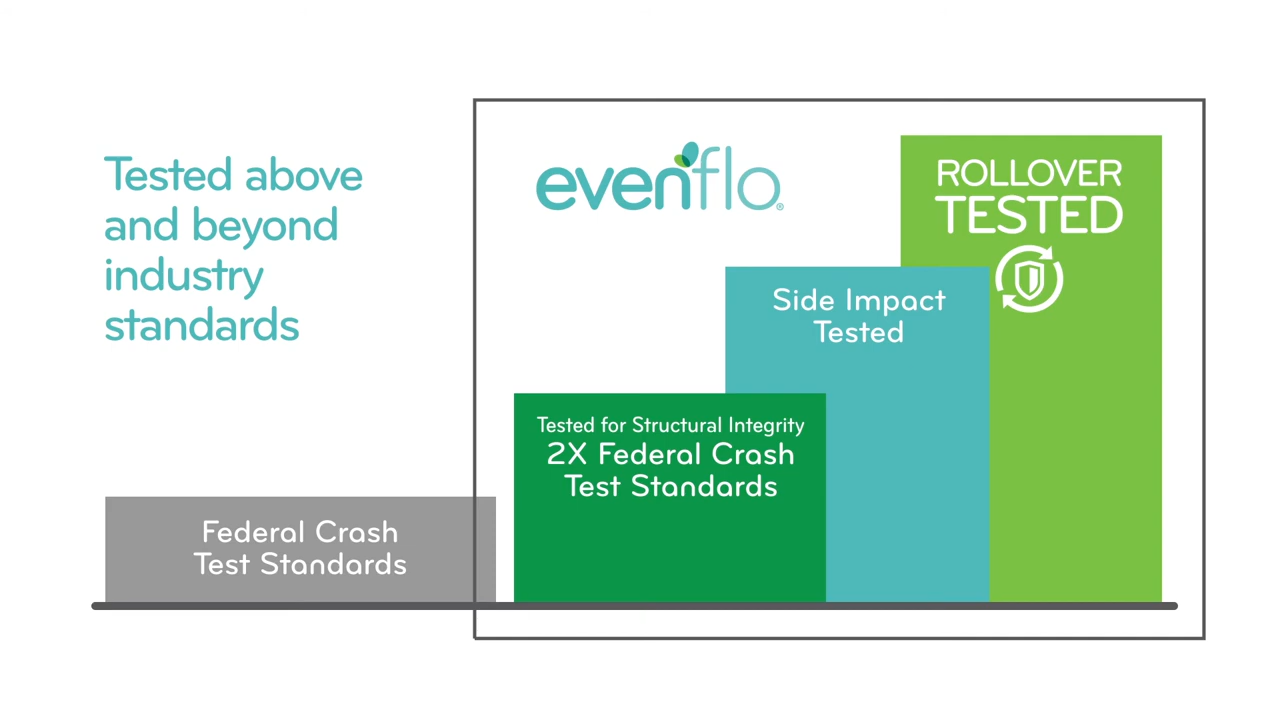 Tested above
and beyond
industry
standards
evenflo®
ROLLOVER
TESTED
Side Impact
Tested
Tested for Structural Integrity
2X Federal Crash
Test Standards
Federal Crash
Test Standards